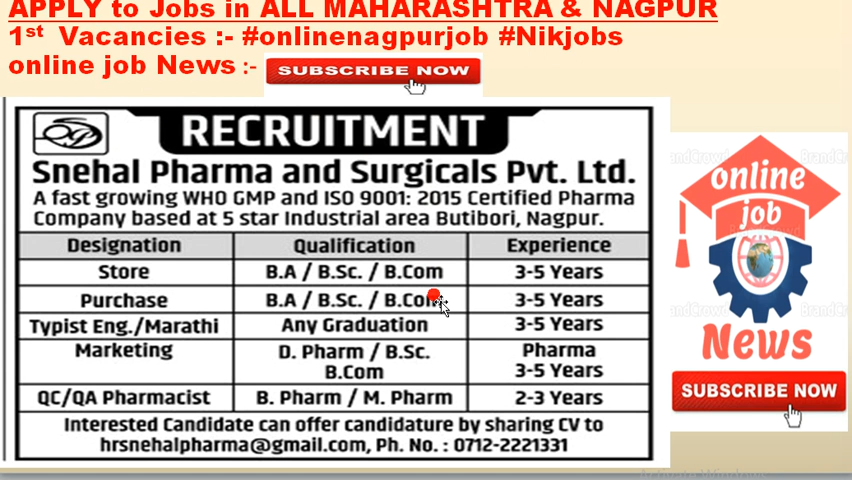 APPLY to Jobs in ALL MAHARASHTRA & NAGPUR
1st Vacancies :- #onlinenagpurjob #Nikjobs
online job News :-
SUBSCRIBE NOW
RECRUITMENT
Snehal Pharma and Surgicals Pvt. Ltd.
A fast growing WHO GMP and ISO 9001: 2015 Certified Pharma
Company based at 5 star Industrial area Butibori, Nagpur.
Designation Qualification Experience
Store B.A / B.Sc. / B.Com 3-5 Years
Purchase B.A / B.Sc. / 3-5 Years
Typist Eng./Marathi Any Graduation 3-5 Years
Marketing D. Pharm / B.Sc. Pharma
B.Com 3-5 Years
QC/QA Pharmacist B. Pharm / M. Pharm 2-3 Years
Interested Candidate can offer candidature by sharing CV to
hrsnehalpharma@gmail.com, Ph. No. : 0712-2221331
online
job
News
SUBSCRIBE NOW